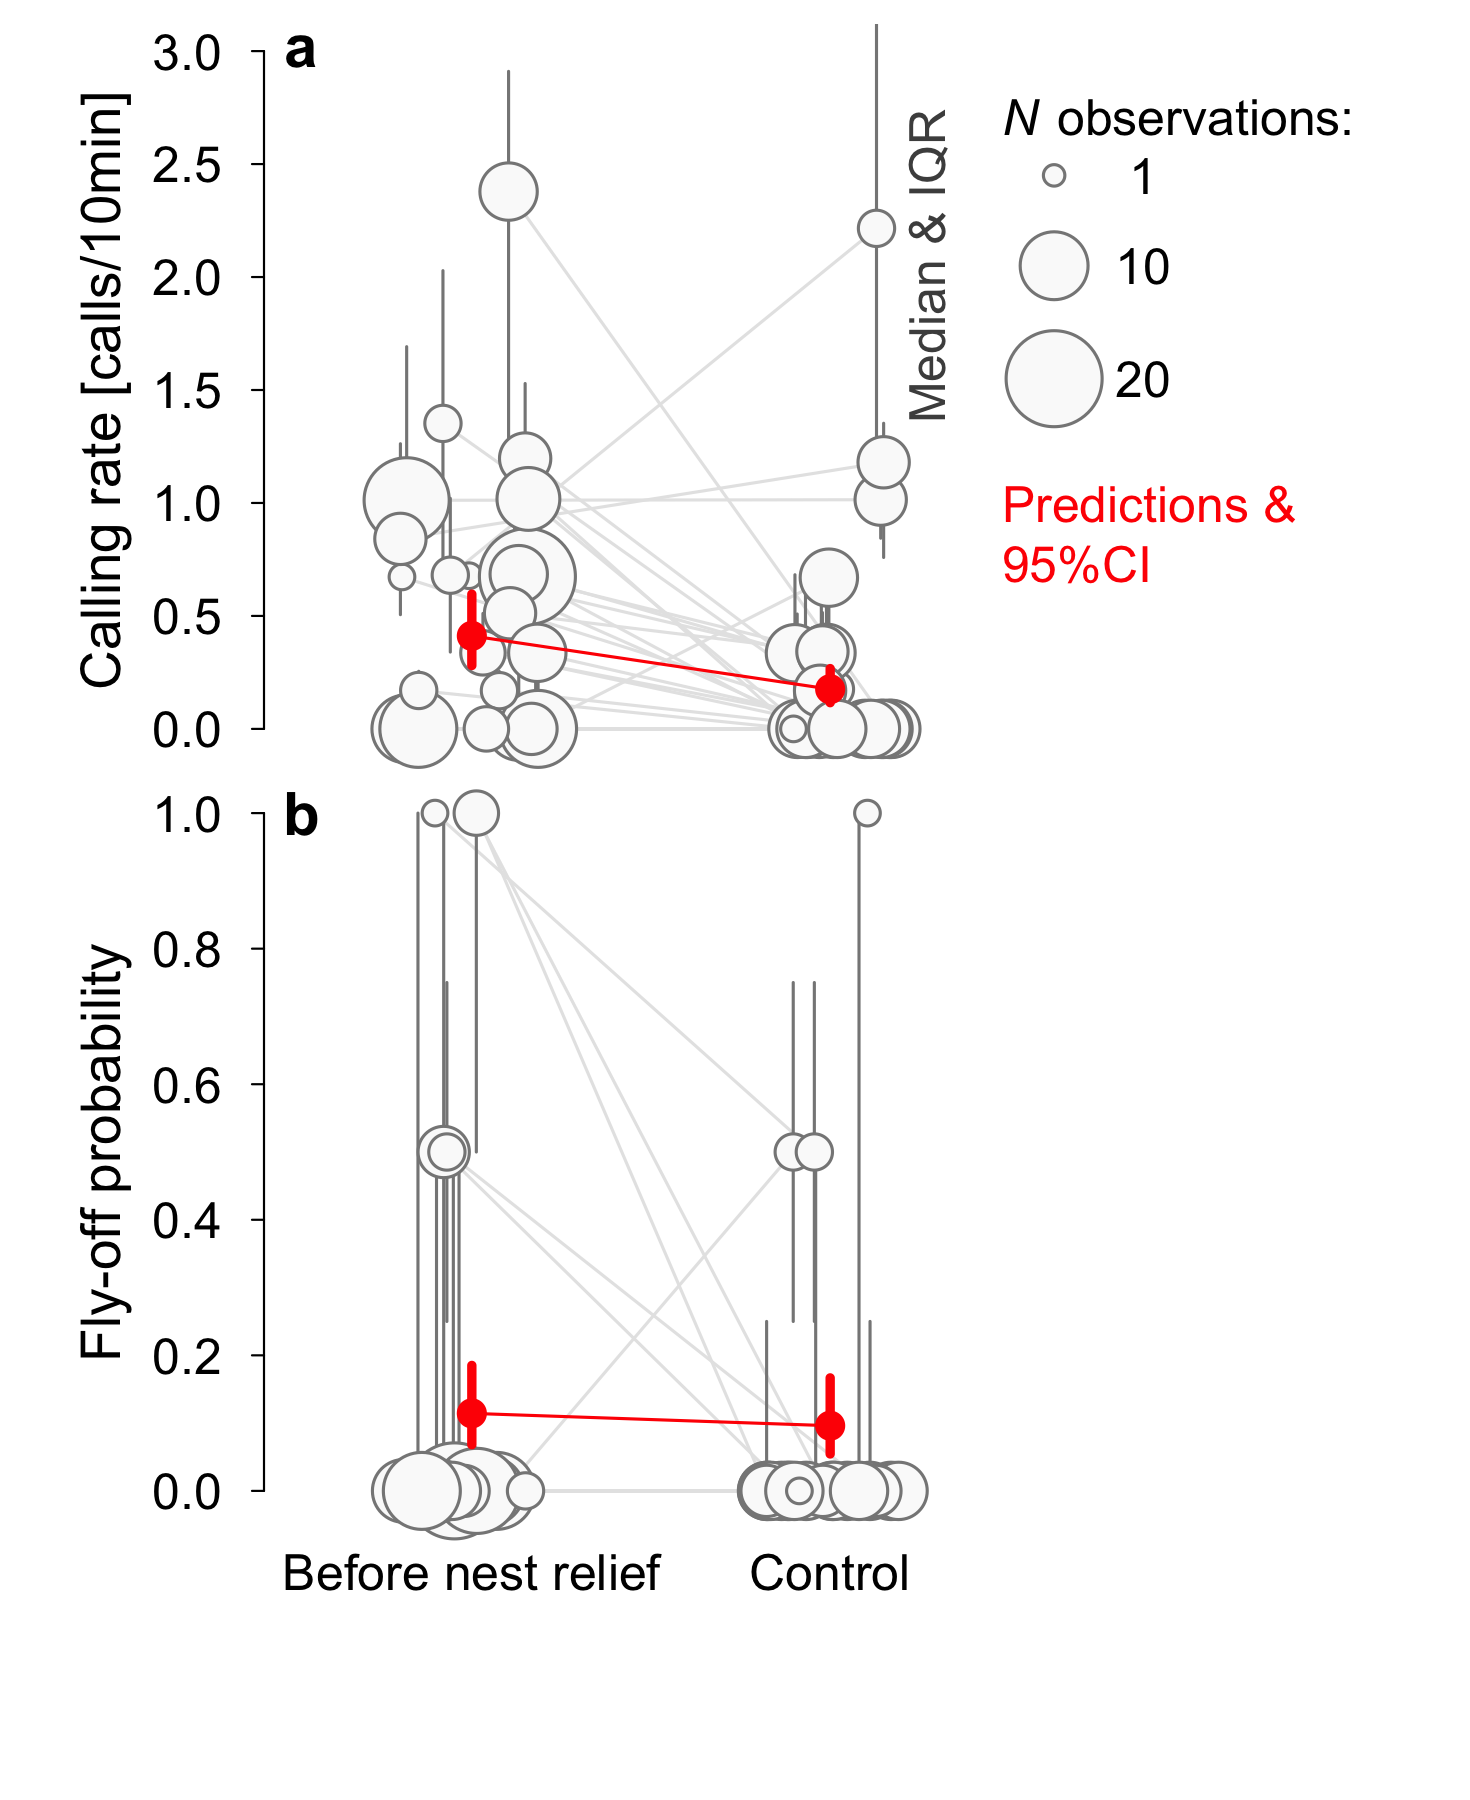 a
Calling rate [calls/10min]
3.0
2.5
2.0
1.5
1.0
0.5
0.0
Median & IQR
N observations:
1
10
20
Predictions &
95%CI
b
Fly-off probability
1.0
0.8
0.6
0.4
0.2
0.0
Before nest relief
Control